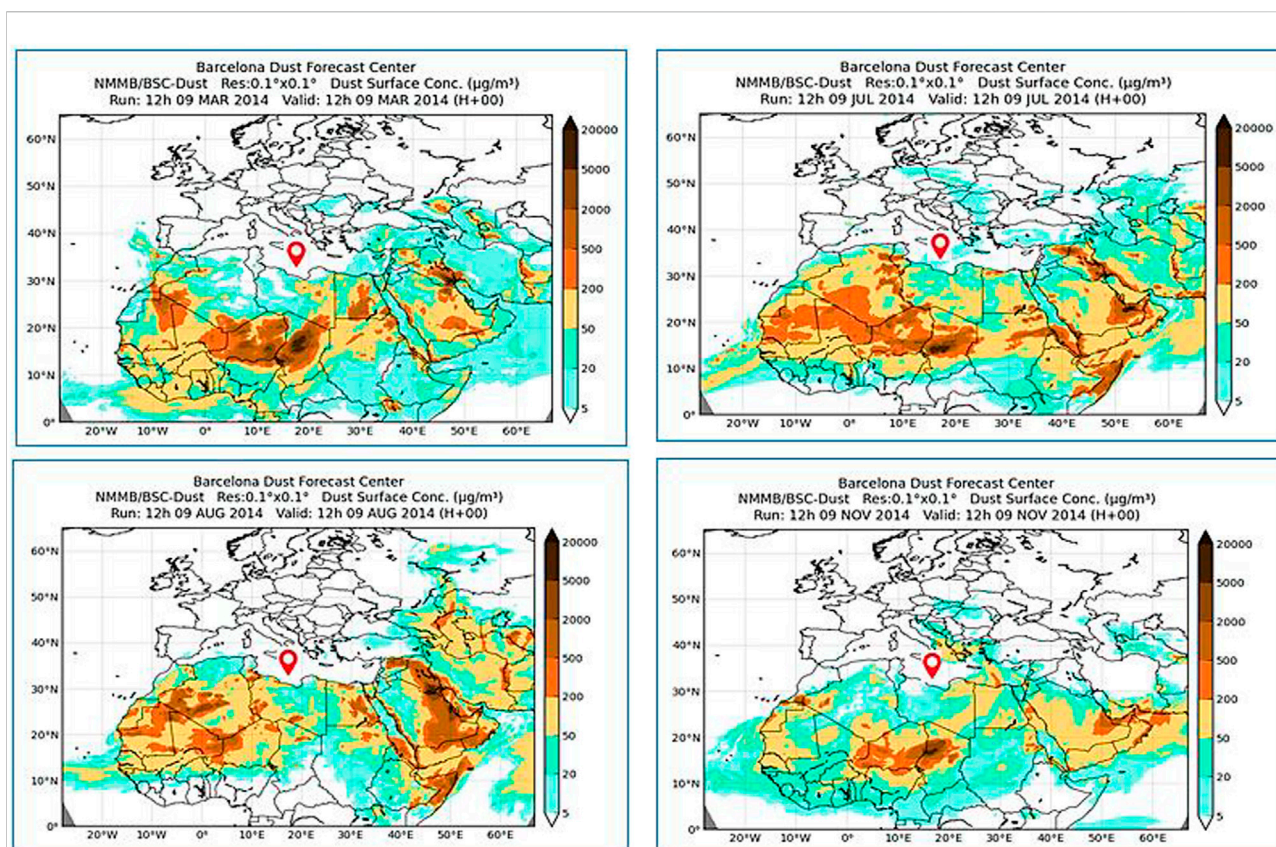 Barcelona Dust Forecast Center
NMMB/BSC-Dust Res:0.1°x0.1° Dust Surface Conc. (µg/m³)
Run: 12h 09 MAR 2014 Valid: 12h 09 MAR 2014 (H+00)
60°N
50°N
40°N
30°N
20°N
10°N
0°
20°W 10°W 0° 10°E 20°E 30°E 40°E 50°E 60°E
20000
5000
2000
500
200
50
20
5
Barcelona Dust Forecast Center
NMMB/BSC-Dust Res:0.1°x0.1° Dust Surface Conc. (µg/m³)
Run: 12h 09 JUL 2014 Valid: 12h 09 JUL 2014 (H+00)
60°N
50°N
40°N
30°N
20°N
10°N
0°
20°W 10°W 0° 10°E 20°E 30°E 40°E 50°E 60°E
20000
5000
2000
500
200
50
20
5
Barcelona Dust Forecast Center
NMMB/BSC-Dust Res:0.1°x0.1° Dust Surface Conc. (µg/m³)
Run: 12h 09 AUG 2014 Valid: 12h 09 AUG 2014 (H+00)
60°N
50°N
40°N
30°N
20°N
10°N
0°
20°W 10°W 0° 10°E 20°E 30°E 40°E 50°E 60°E
20000
5000
2000
500
200
50
20
5
Barcelona Dust Forecast Center
NMMB/BSC-Dust Res:0.1°x0.1° Dust Surface Conc. (µg/m³)
Run: 12h 09 NOV 2014 Valid: 12h 09 NOV 2014 (H+00)
60°N
50°N
40°N
30°N
20°N
10°N
0°
20°W 10°W 0° 10°E 20°E 30°E 40°E 50°E 60°E
20000
5000
2000
500
200
50
20
5